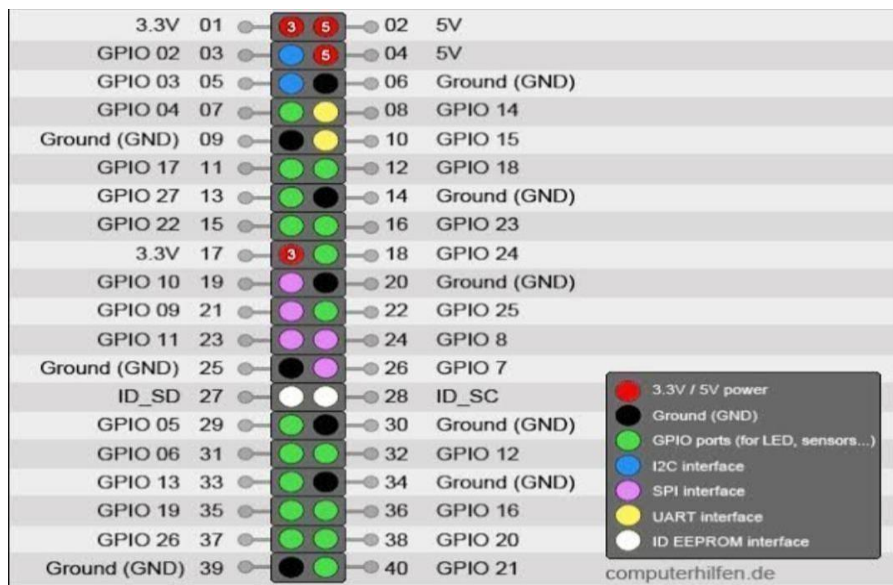 3.3V 01 3 5 02 5V
GPIO 02 03 5 04 5V
GPIO 03 05 06 Ground (GND)
GPIO 04 07 08 GPIO 14
Ground (GND) 09 10 GPIO 15
GPIO 17 11 12 GPIO 18
GPIO 27 13 14 Ground (GND)
GPIO 22 15 16 GPIO 23
3.3V 17 3 18 GPIO 24
GPIO 10 19 20 Ground (GND)
GPIO 09 21 22 GPIO 25
GPIO 11 23 24 GPIO 8
Ground (GND) 25 26 GPIO 7
ID_SD 27 28 ID_SC
GPIO 05 29 30 Ground (GND)
GPIO 06 31 32 GPIO 12
GPIO 13 33 34 Ground (GND)
GPIO 19 35 36 GPIO 16
GPIO 26 37 38 GPIO 20
Ground (GND) 39 40 GPIO 21
3.3V / 5V power
Ground (GND)
GPIO ports (for LED, sensors...)
I2C interface
SPI interface
UART interface
ID EEPROM interface
computerhilfen.de